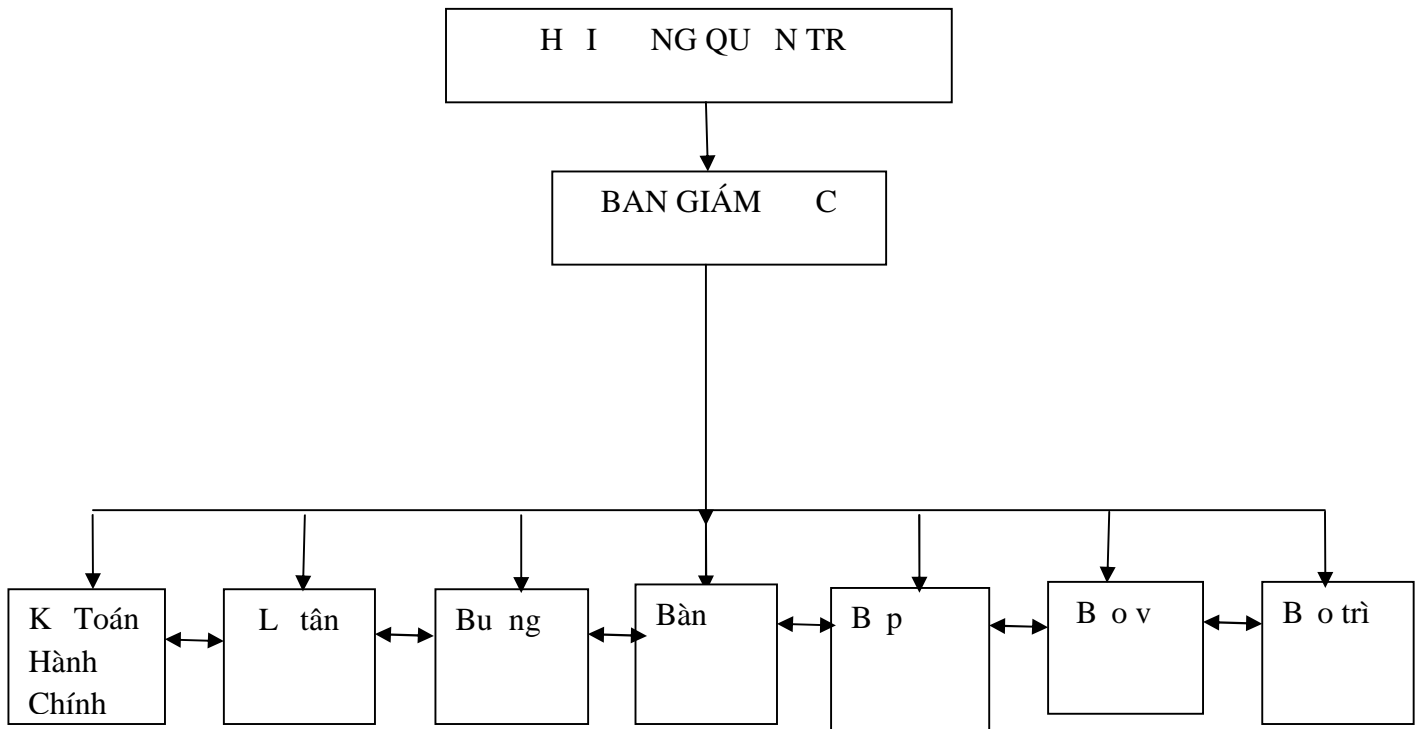 H I NG QU N TR
BAN GIÁM C
K Toán
Hành
Chính
L tân
Bu ng
Bàn
B p
B o v
B o trì